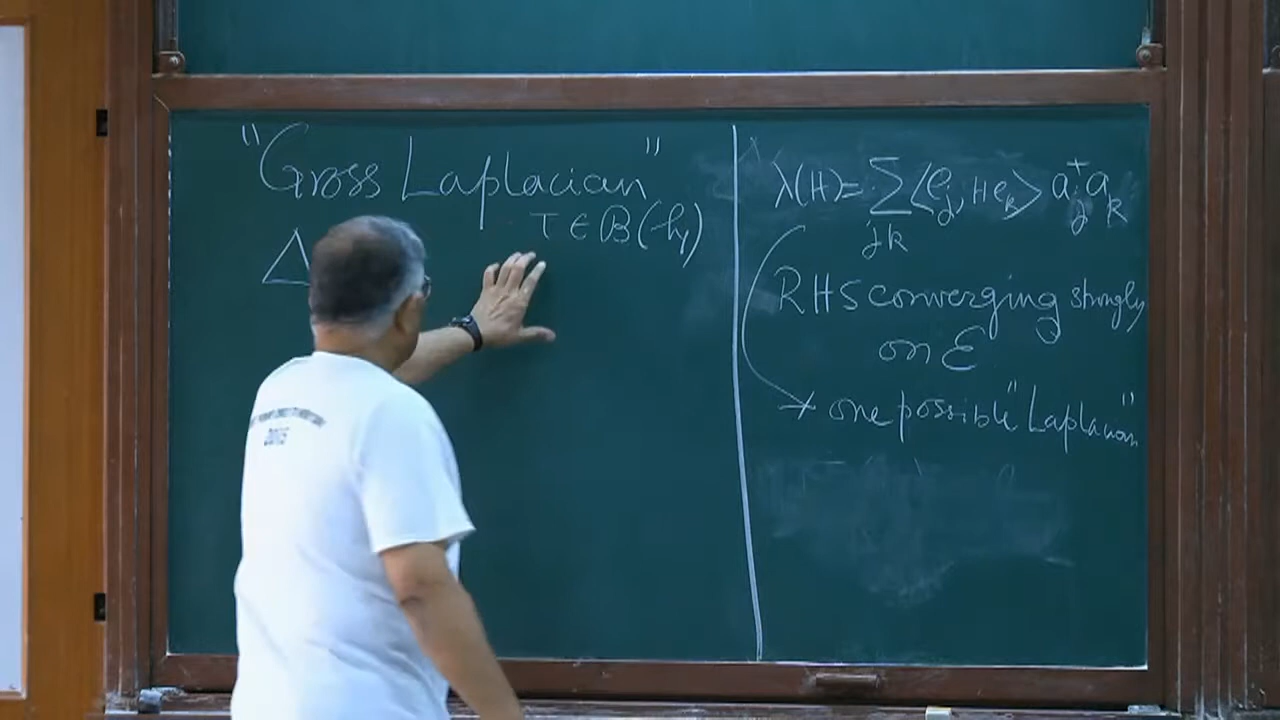 "Gross Laplacian"
T ∈ B(h)
Δ
λ(H) = ∑_{jk} ⟨e_j, He_k⟩ a_j^† a_k
RHS converging strongly
on ℰ
→ one possible "Laplacian"